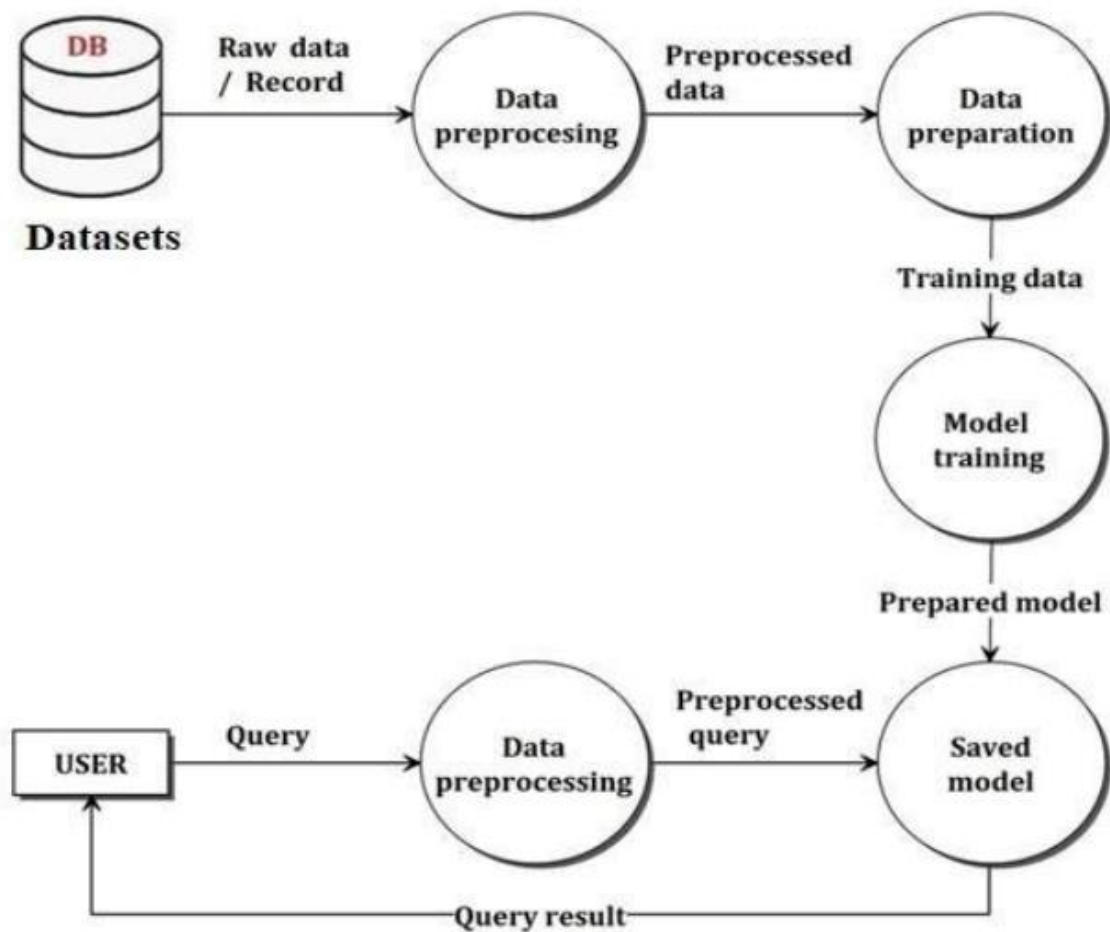 DB
Raw data
/ Record
Data
preprocesing
Preprocessed
data
Data
preparation
Datasets
Training data
Model
training
Prepared model
USER
Query
Data
preprocessing
Preprocessed
query
Saved
model
Query result